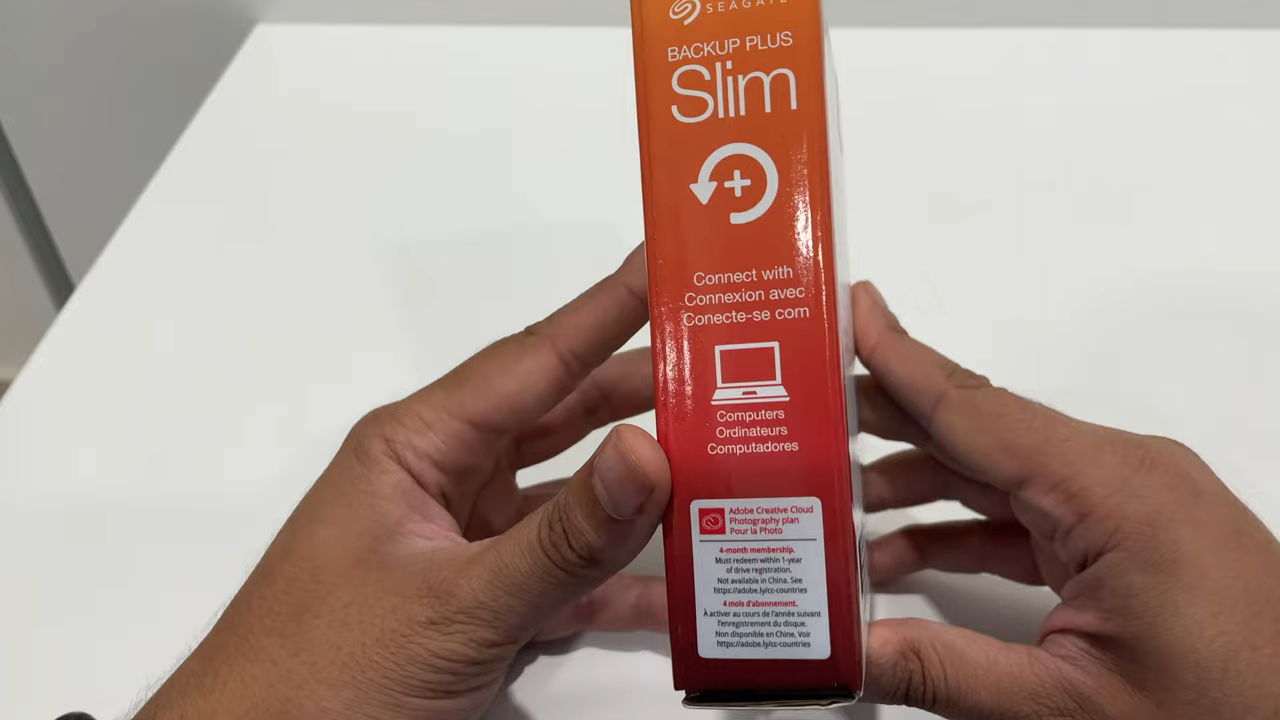 SEAGATE
BACKUP PLUS
Slim
Connect with
Connexion avec
Conecte-se com
Computers
Ordinateurs
Computadores
Adobe Creative Cloud
Photography plan
Pour la Photo
4-month membership.
Must redeem within 1-year
of drive registration.
Not available in China. See
https://adobe.ly/cc-countries
4 mois d'abonnement.
À activer au cours de l'année suivant
l'enregistrement du disque.
Non disponible en Chine. Voir
https://adobe.ly/cc-countries